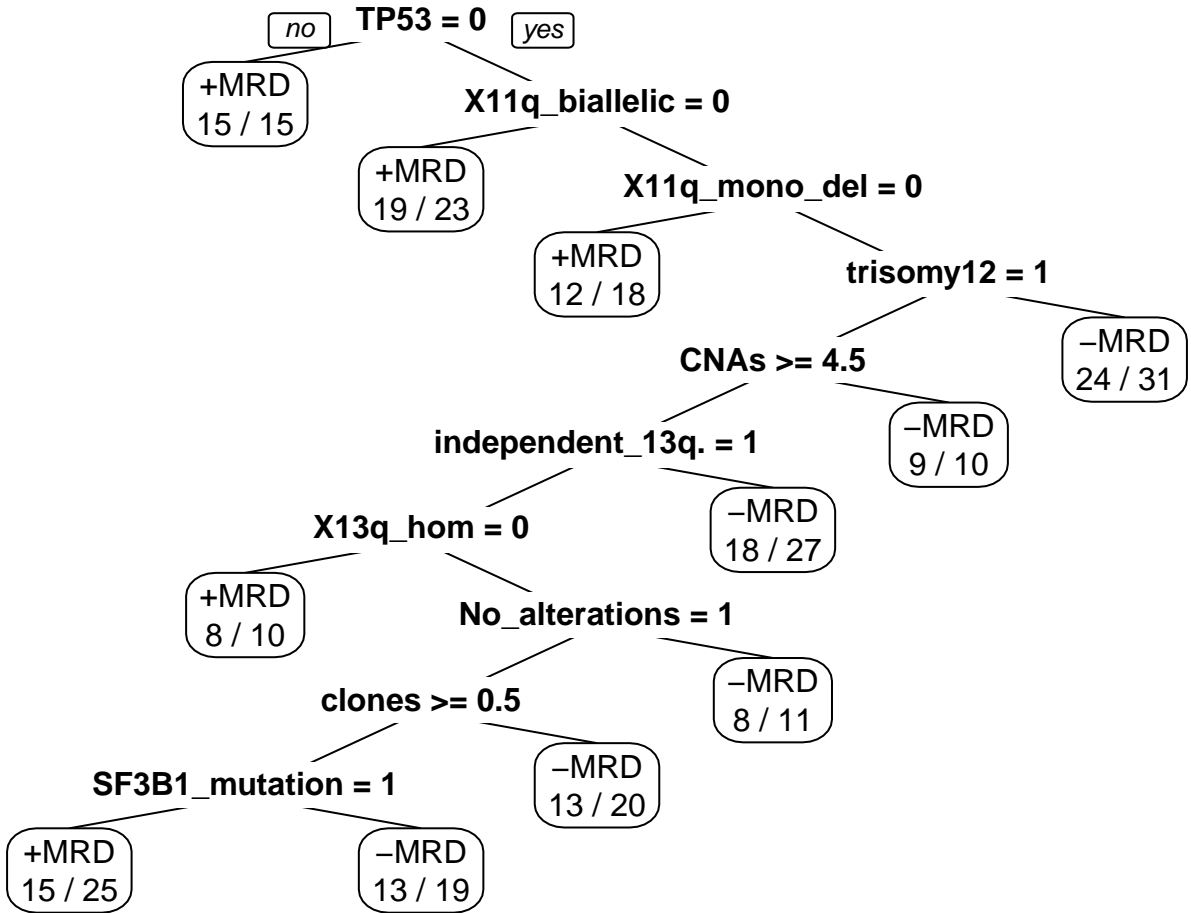 TP53 = 0
no
yes
+MRD
15 / 15
X11q_biallelic = 0
+MRD
19 / 23
X11q_mono_del = 0
+MRD
12 / 18
trisomy12 = 1
−MRD
24 / 31
CNAs >= 4.5
−MRD
9 / 10
independent_13q. = 1
−MRD
18 / 27
X13q_hom = 0
+MRD
8 / 10
No_alterations = 1
−MRD
8 / 11
clones >= 0.5
−MRD
13 / 20
SF3B1_mutation = 1
+MRD
15 / 25
−MRD
13 / 19